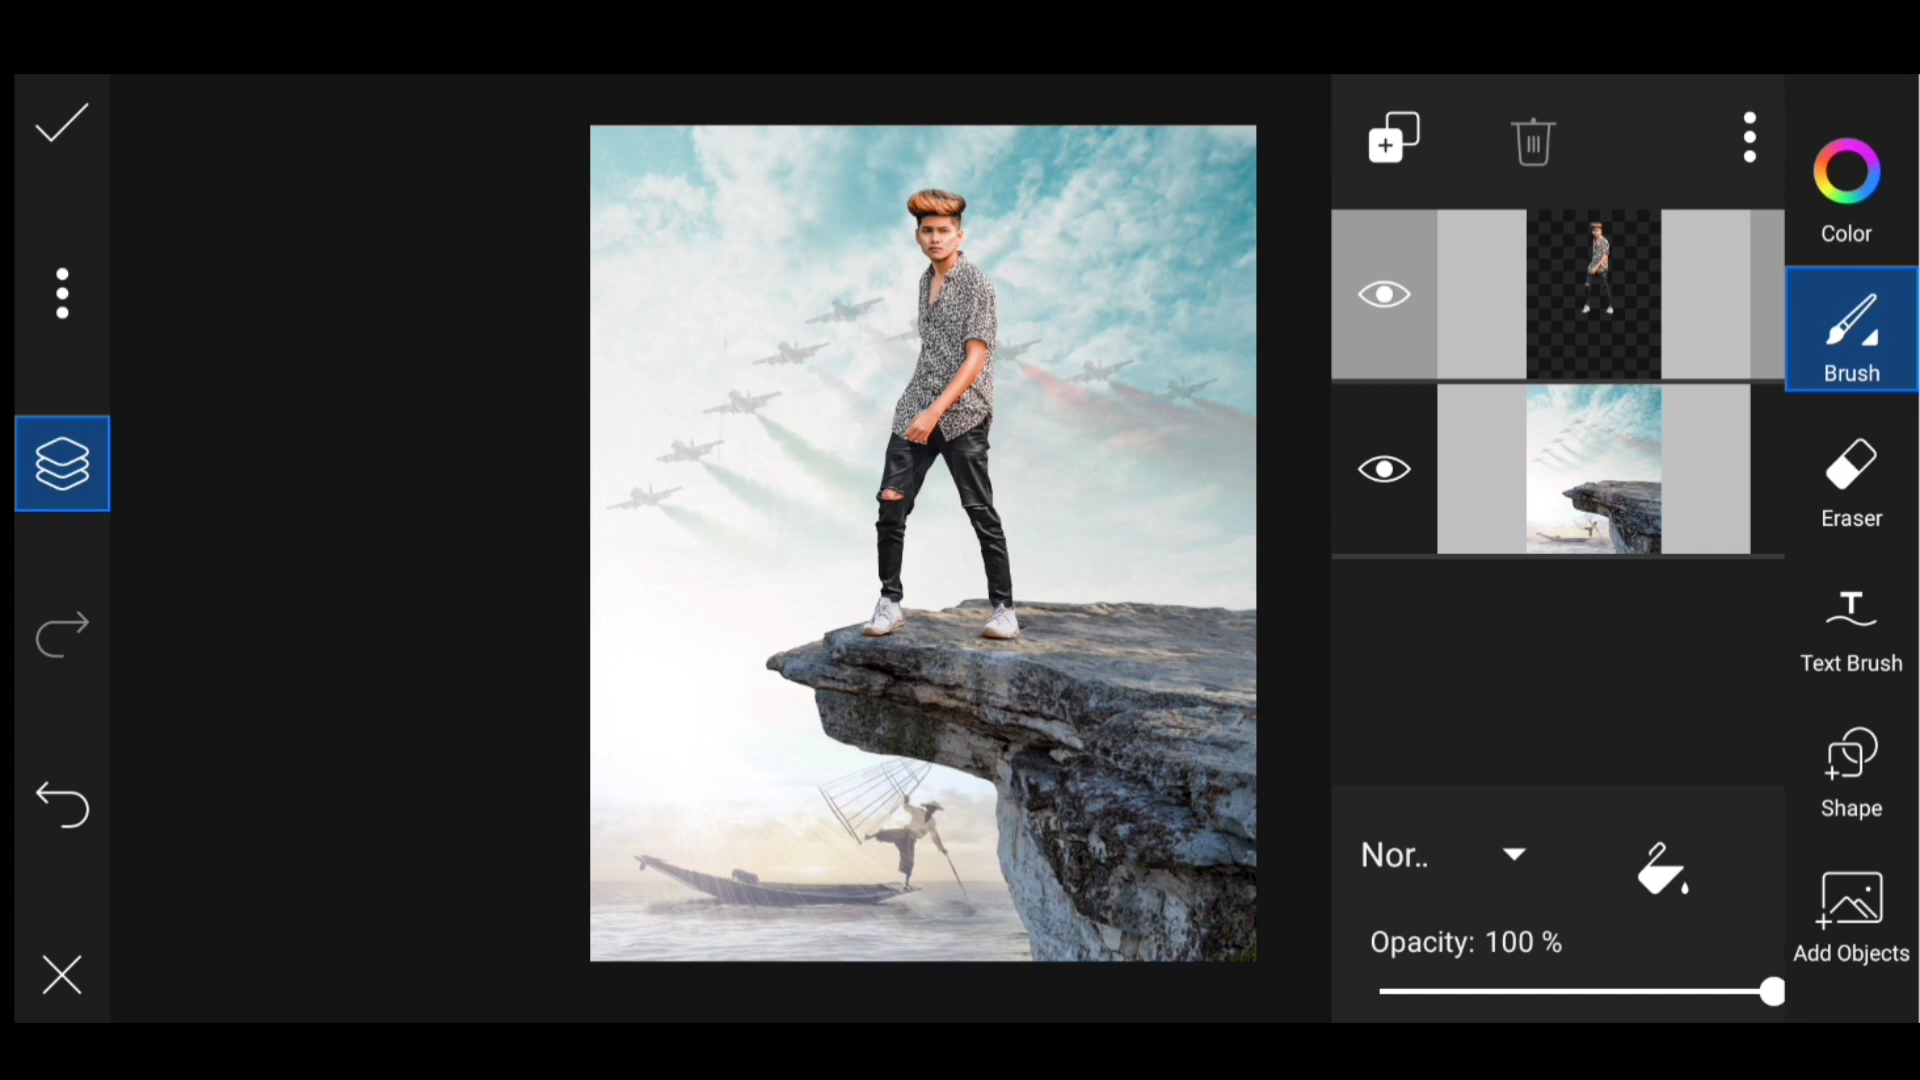 Color
Brush
Eraser
Text Brush
Shape
Add Objects
Nor..
Opacity: 100 %